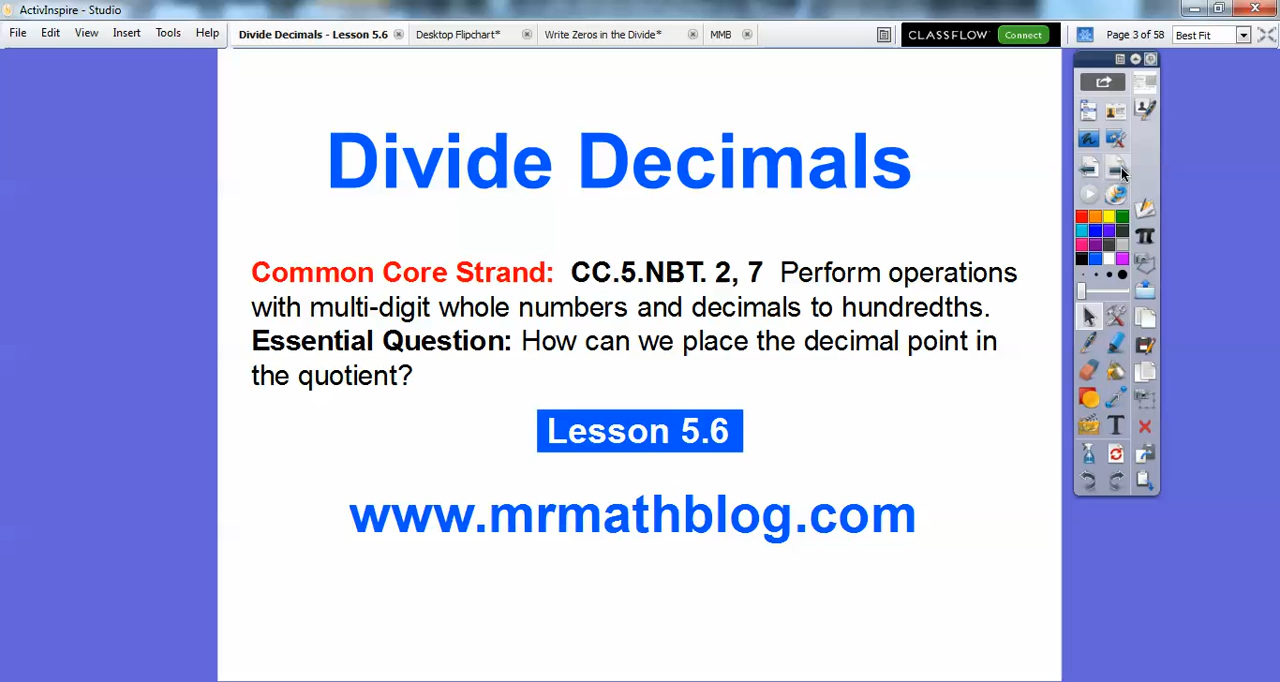 ActivInspire - Studio
File Edit View Insert Tools Help
Divide Decimals - Lesson 5.6 Desktop Flipchart* Write Zeros in the Divide* MMB
CLASSFLOW Connect
Page 3 of 58 Best Fit
Divide Decimals
Common Core Strand: CC.5.NBT. 2, 7 Perform operations
with multi-digit whole numbers and decimals to hundredths.
Essential Question: How can we place the decimal point in
the quotient?
Lesson 5.6
www.mrmathblog.com